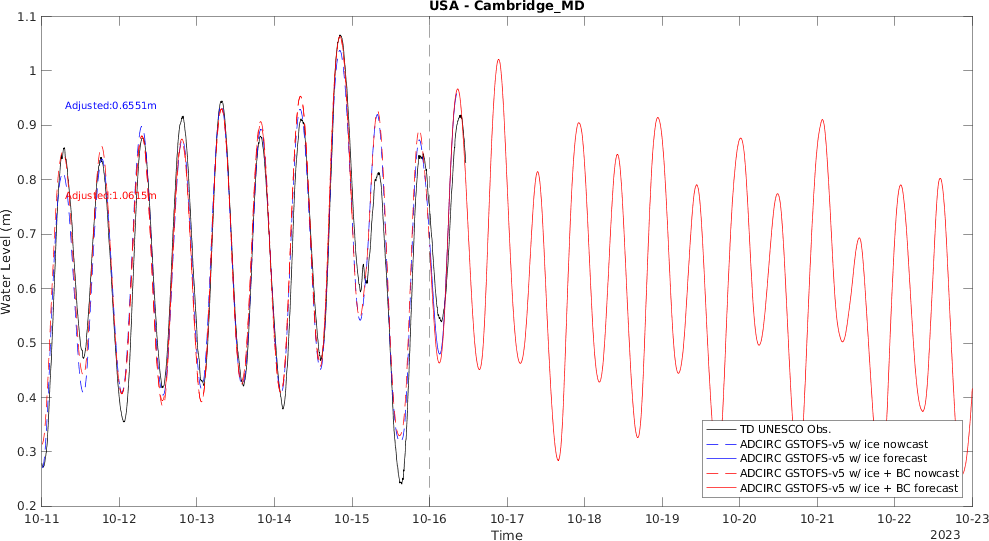 USA - Cambridge_MD
1.1
1
0.9
0.8
0.7
0.6
0.5
0.4
0.3
0.2
Water Level (m)
Adjusted:0.6551m
Adjusted:1.0615m
TD UNESCO Obs.
ADCIRC GSTOFS-v5 w/ ice nowcast
ADCIRC GSTOFS-v5 w/ ice forecast
ADCIRC GSTOFS-v5 w/ ice + BC nowcast
ADCIRC GSTOFS-v5 w/ ice + BC forecast
10-11 10-12 10-13 10-14 10-15 10-16 10-17 10-18 10-19 10-20 10-21 10-22 10-23
Time
2023